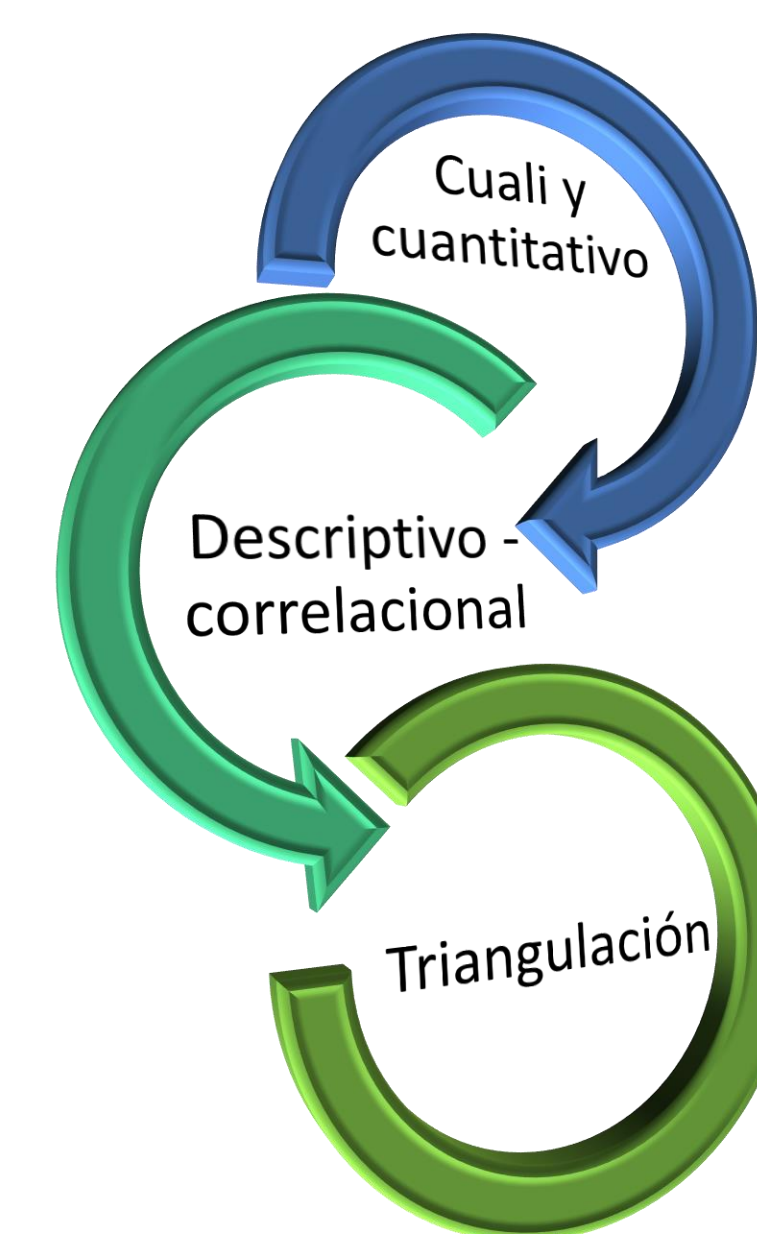 Cuali y
cuantitativo
Descriptivo -
correlacional
Triangulación